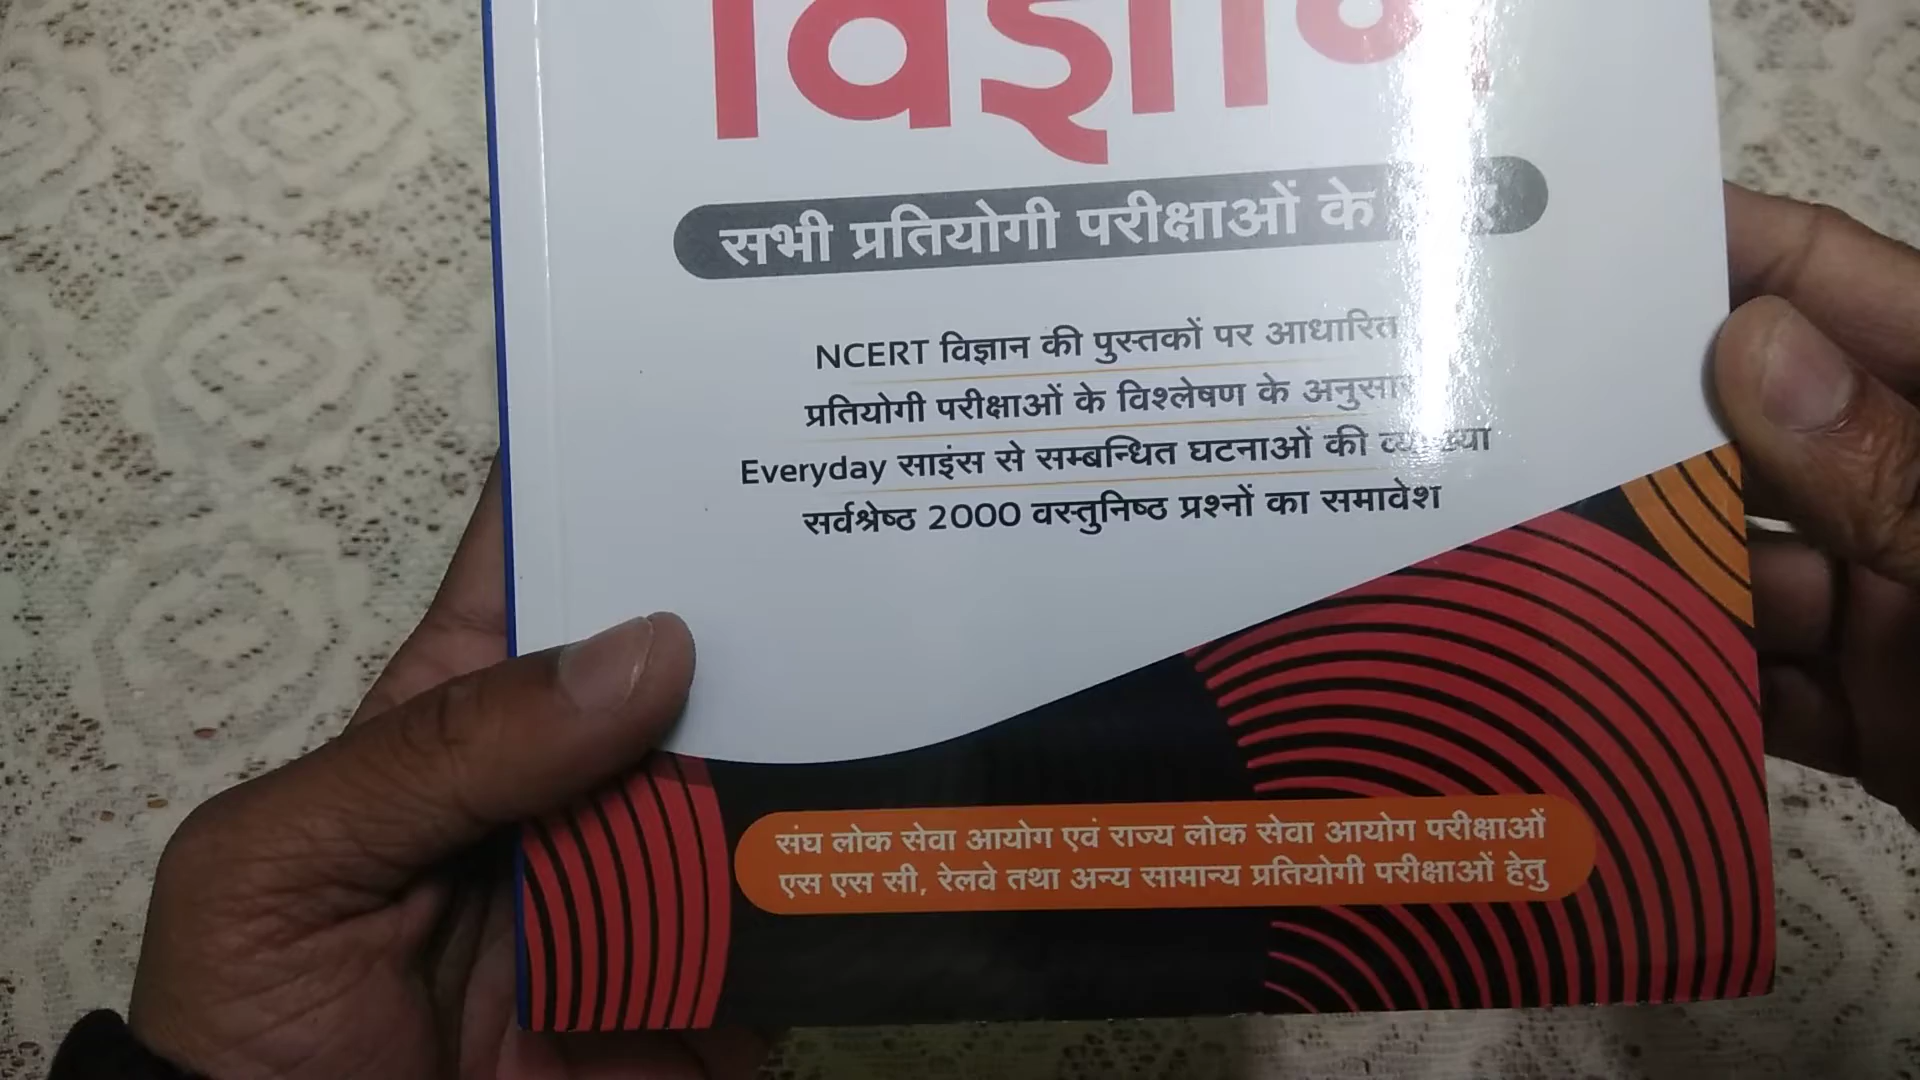 सभी प्रतियोगी परीक्षाओं के
NCERT विज्ञान की पुस्तकों पर आधारित
प्रतियोगी परीक्षाओं के विश्लेषण के
Everyday साइंस से सम्बन्धित घटनाओं की
सर्वश्रेष्ठ 2000 वस्तुनिष्ठ प्रश्नों का समावेश
संघ लोक सेवा आयोग एवं राज्य लोक सेवा आयोग परीक्षाओं
एस एस सी, रेलवे तथा अन्य सामान्य प्रतियोगी परीक्षाओं हेतु